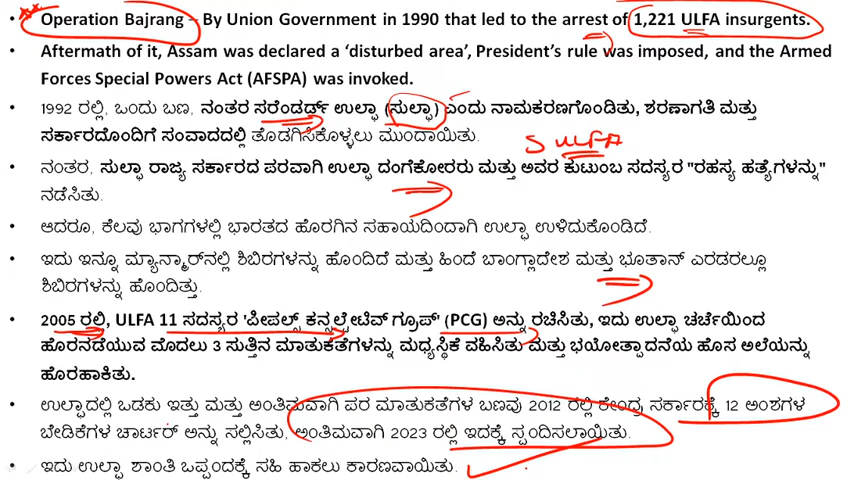 • Operation Bajrang – By Union Government in 1990 that led to the arrest of 1,221 ULFA insurgents.
• Aftermath of it, Assam was declared a ‘disturbed area’, President’s rule was imposed, and the Armed
Forces Special Powers Act (AFSPA) was invoked.
• 1992 ರಲ್ಲಿ, ಒಂದು ಬಣ, ನಂತರ ಸರೆಂಡರ್ಡ್ ಉಲ್ಫಾ (ಸುಲ್ಫಾ) ಎಂದು ನಾಮಕರಣಗೊಂಡಿತು, ಶರಣಾಗತಿ ಮತ್ತು
ಸರ್ಕಾರದೊಂದಿಗೆ ಸಂವಾದದಲ್ಲಿ ತೊಡಗಿಸಿಕೊಳ್ಳಲು ಮುಂದಾಯಿತು.
SULFA
• ನಂತರ, ಸುಲ್ಫಾ ರಾಜ್ಯ ಸರ್ಕಾರದ ಪರವಾಗಿ ಉಲ್ಫಾ ದಂಗೆಕೋರರು ಮತ್ತು ಅವರ ಕುಟುಂಬ ಸದಸ್ಯರ "ರಹಸ್ಯ ಹತ್ಯೆಗಳನ್ನು"
ನಡೆಸಿತು.
• ಆದರೂ, ಕೆಲವು ಭಾಗಗಳಲ್ಲಿ ಭಾರತದ ಹೊರಗಿನ ಸಹಾಯದಿಂದಾಗಿ ಉಲ್ಫಾ ಉಳಿದುಕೊಂಡಿದೆ.
• ಇದು ಇನ್ನೂ ಮ್ಯಾನ್ಮಾರ್‌ನಲ್ಲಿ ಶಿಬಿರಗಳನ್ನು ಹೊಂದಿದೆ ಮತ್ತು ಹಿಂದೆ ಬಾಂಗ್ಲಾದೇಶ ಮತ್ತು ಭೂತಾನ್ ಎರಡರಲ್ಲೂ
ಶಿಬಿರಗಳನ್ನು ಹೊಂದಿತ್ತು.
• 2005 ರಲ್ಲಿ, ULFA 11 ಸದಸ್ಯರ 'ಪೀಪಲ್ಸ್ ಕನ್ಸಲ್ಟೇಟಿವ್ ಗ್ರೂಪ್' (PCG) ಅನ್ನು ರಚಿಸಿತು, ಇದು ಉಲ್ಫಾ ಚರ್ಚೆಯಿಂದ
ಹೊರನಡೆಯುವ ಮೊದಲು 3 ಸುತ್ತಿನ ಮಾತುಕತೆಗಳನ್ನು ಮಧ್ಯಸ್ಥಿಕೆ ವಹಿಸಿತು ಮತ್ತು ಭಯೋತ್ಪಾದನೆಯ ಹೊಸ ಅಲೆಯನ್ನು
ಹೊರಹಾಕಿತು.
• ಉಲ್ಫಾದಲ್ಲಿ ಒಡಕು ಇತ್ತು ಮತ್ತು ಅಂತಿಮವಾಗಿ ಪರ ಮಾತುಕತೆಗಳ ಬಣವು 2012 ರಲ್ಲಿ ಕೇಂದ್ರ ಸರ್ಕಾರಕ್ಕೆ 12 ಅಂಶಗಳ
ಬೇಡಿಕೆಗಳ ಚಾರ್ಟರ್ ಅನ್ನು ಸಲ್ಲಿಸಿತು, ಅಂತಿಮವಾಗಿ 2023 ರಲ್ಲಿ ಇದಕ್ಕೆ ಸ್ಪಂದಿಸಲಾಯಿತು.
• ಇದು ಉಲ್ಫಾ ಶಾಂತಿ ಒಪ್ಪಂದಕ್ಕೆ ಸಹಿ ಹಾಕಲು ಕಾರಣವಾಯಿತು.